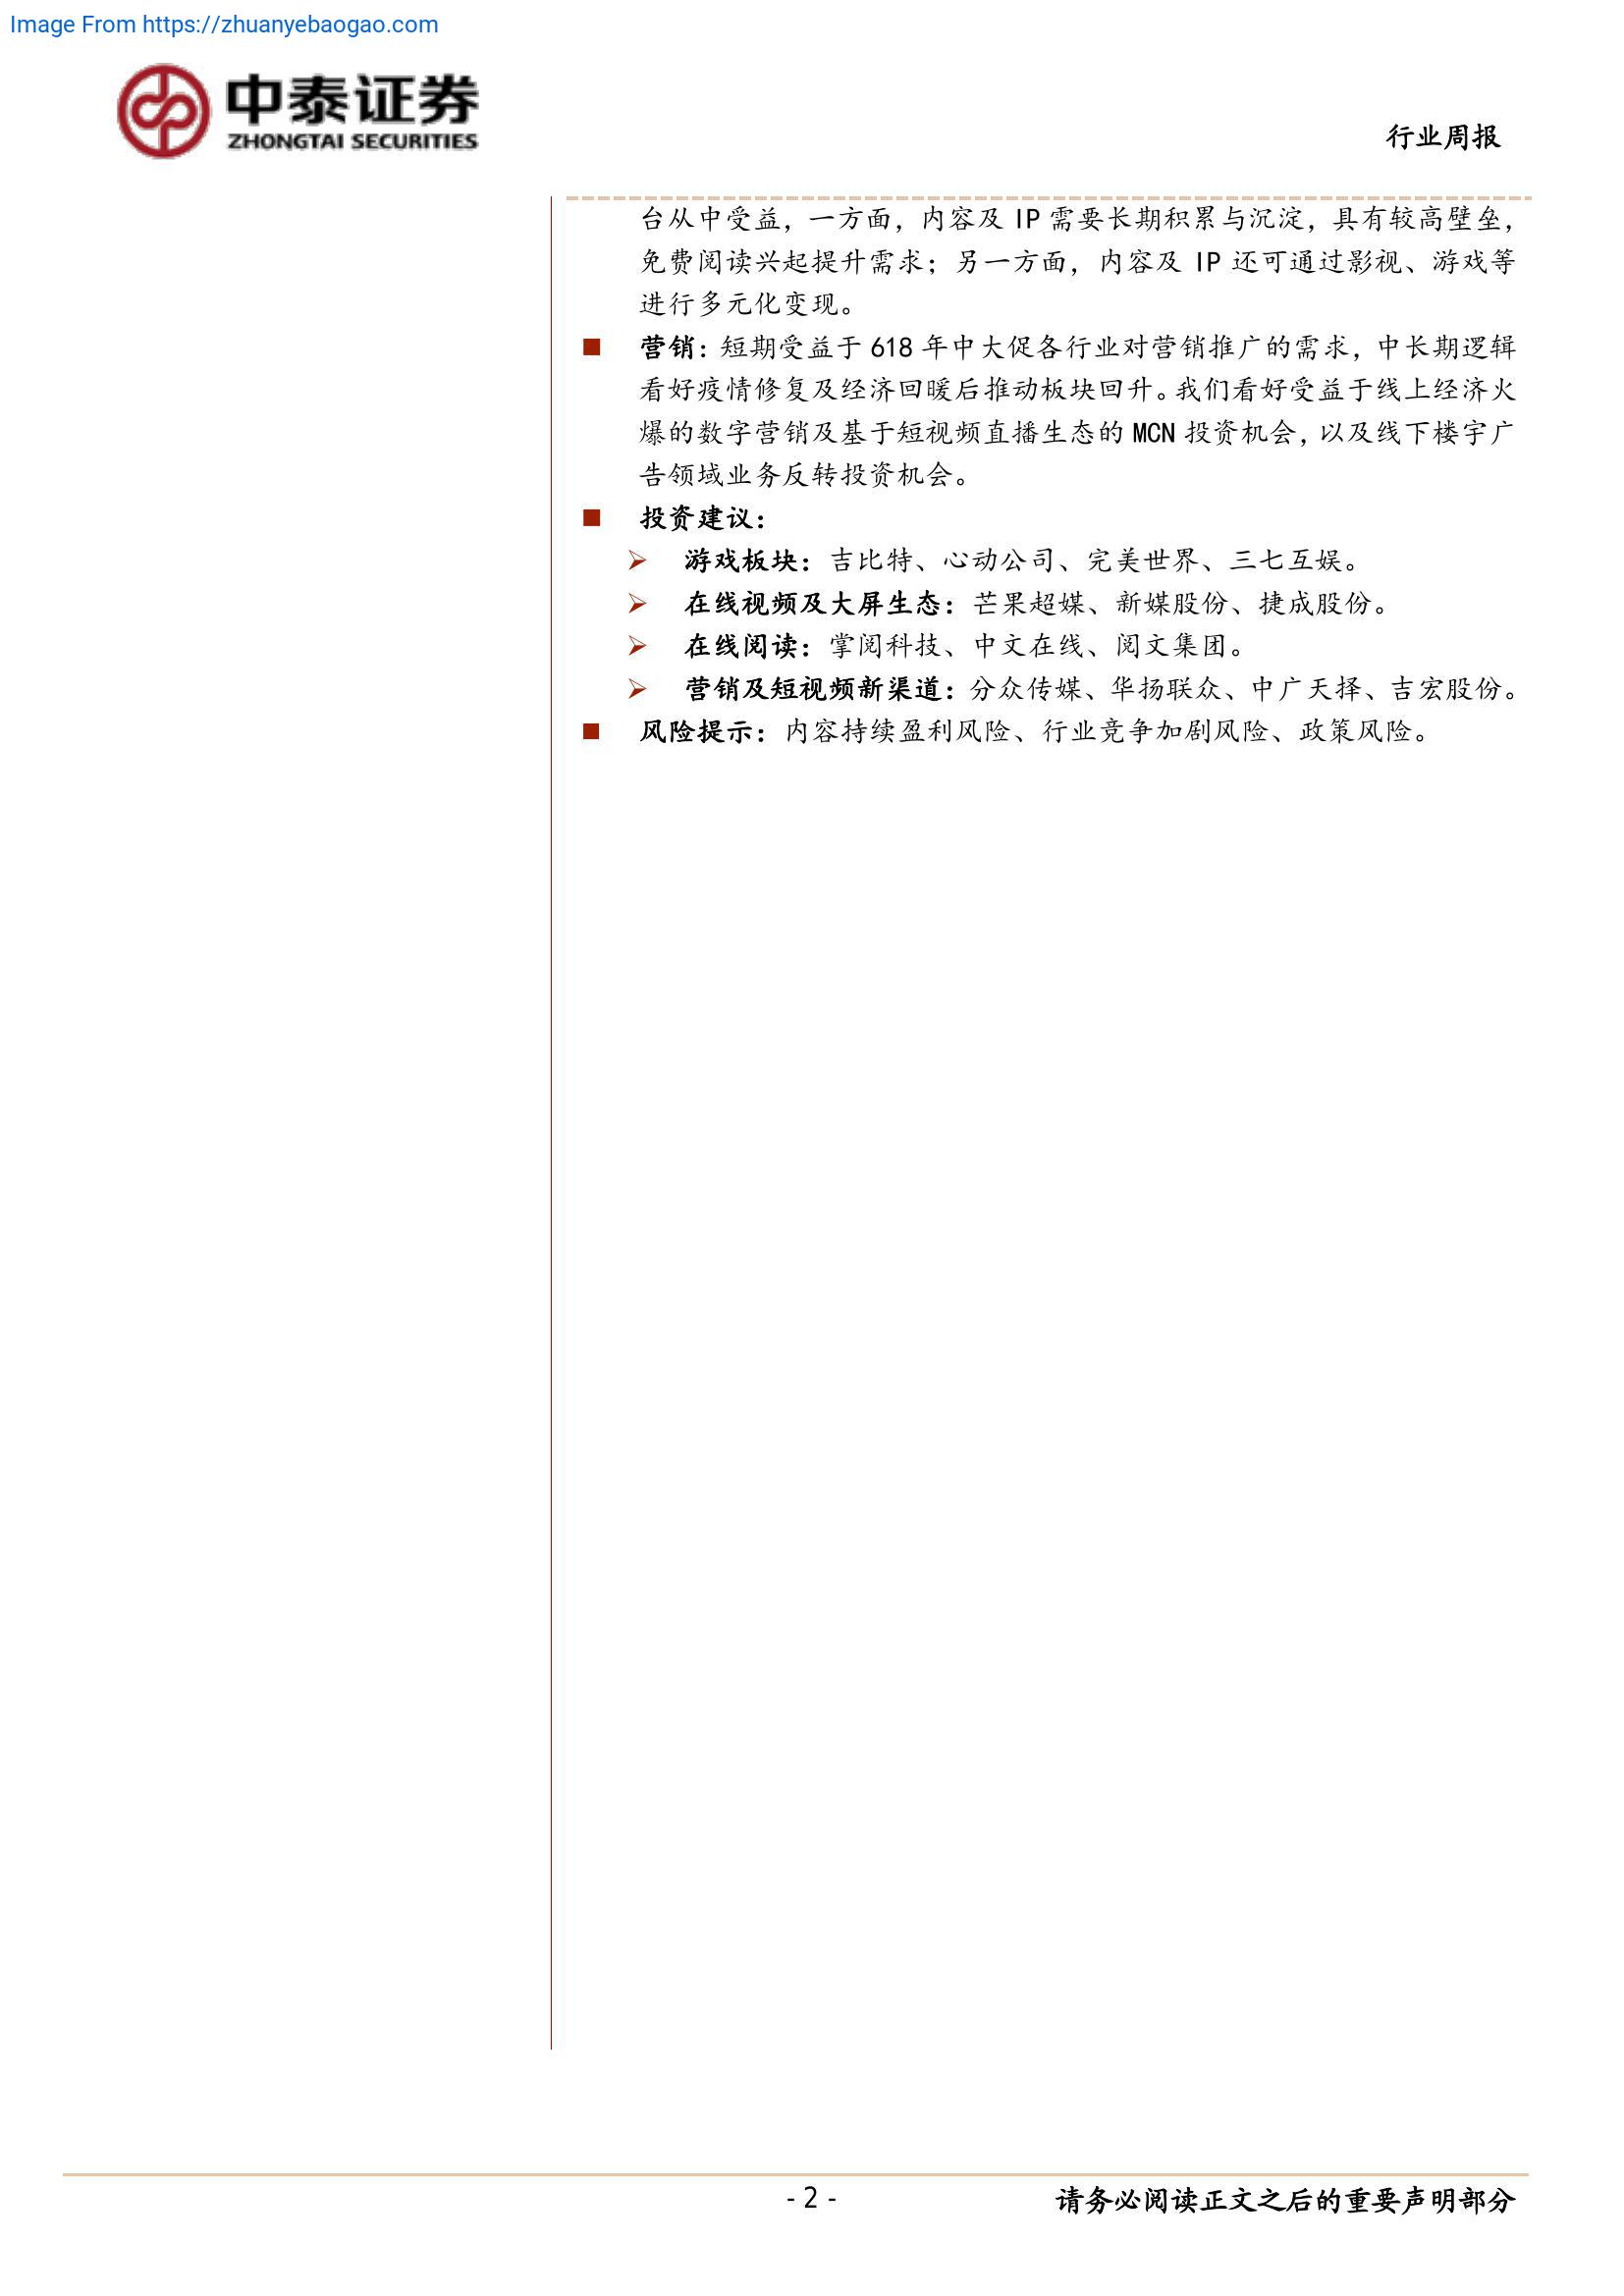 Image From https://zhuanyebaogao.com
中泰证券
ZHONGTAI SECURITIES
行业周报
台从中受益，一方面，内容及 IP 需要长期积累与沉淀，具有较高壁垒，
免费阅读兴起提升需求；另一方面，内容及 IP 还可通过影视、游戏等
进行多元化变现。
■ 营销：短期受益于 618 年中大促各行业对营销推广的需求，中长期逻辑
看好疫情修复及经济回暖后推动板块回升。我们看好受益于线上经济火
爆的数字营销及基于短视频直播生态的 MCN 投资机会，以及线下楼宇广
告领域业务反转投资机会。
■ 投资建议：
➢ 游戏板块：吉比特、心动公司、完美世界、三七互娱。
➢ 在线视频及大屏生态：芒果超媒、新媒股份、捷成股份。
➢ 在线阅读：掌阅科技、中文在线、阅文集团。
➢ 营销及短视频新渠道：分众传媒、华扬联众、中广天择、吉宏股份。
■ 风险提示：内容持续盈利风险、行业竞争加剧风险、政策风险。
- 2 -
请务必阅读正文之后的重要声明部分